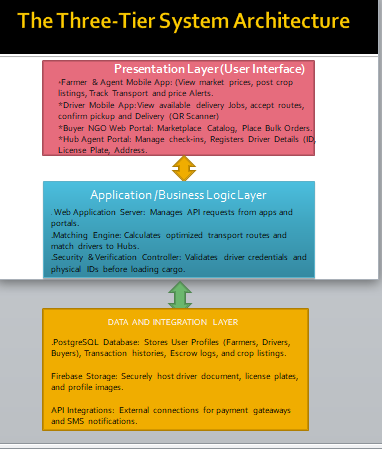 The Three-Tier System Architecture
Presentation Layer (User Interface)
•Farmer & Agent Mobile App: (View market prices, post crop
listings, Track Transport and price Alerts.
*Driver Mobile App:View available delivery Jobs, accept routes,
confirm pickup and Delivery (QR Scanner)
*Buyer NGO Web Portal: Marketplace Catalog, Place Bulk Orders.
*Hub Agent Portal: Manage check-ins, Registers Driver Details (ID,
License Plate, Address.
Application /Business Logic Layer
.Web Application Server: Manages API requests from apps and
portals.
.Matching Engine: Calculates optimized transport routes and
match drivers to Hubs.
.Security &Verification Controller: Validates driver credentials and
physical IDs before loading cargo.
DATA AND INTEGRATION LAYER
.PostgreSQL Database: Stores User Profiles (Farmers, Drivers,
Buyers), Transaction histories, Escrow logs, and crop listings.
Firebase Storage: Securely host driver document, license plates,
and profile images.
API Integrations: External connections for payment gateaways
and SMS notifications.